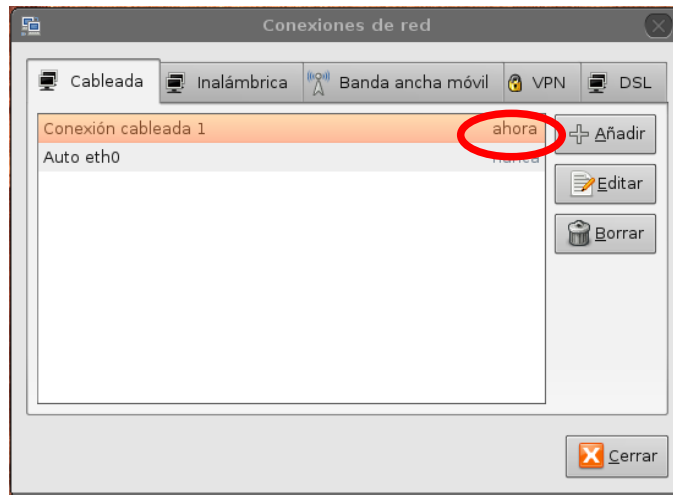 Conexiones de red
Cableada Inalámbrica Banda ancha móvil VPN DSL
Conexión cableada 1 ahora
Auto eth0 nunca
Añadir
Editar
Borrar
Cerrar